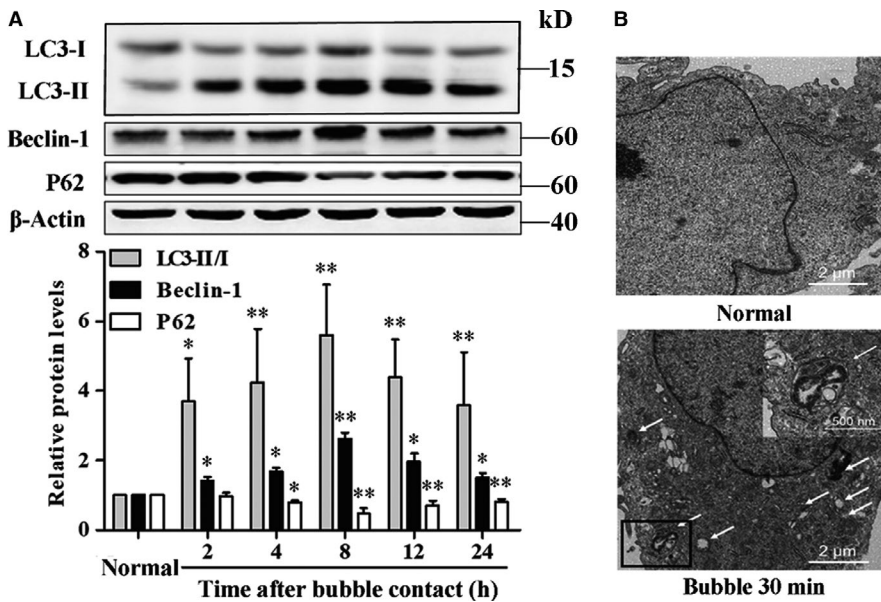 A
kD
LC3-I
15
LC3-II
Beclin-1
60
P62
60
β-Actin
40
8
6
4
2
0
Relative protein levels
LC3-II/I
Beclin-1
P62
* * ** * ** * ** ** ** ** * ** ** * **
Normal 2 4 8 12 24
Time after bubble contact (h)
B
2 μm
Normal
500 nm
2 μm
Bubble 30 min